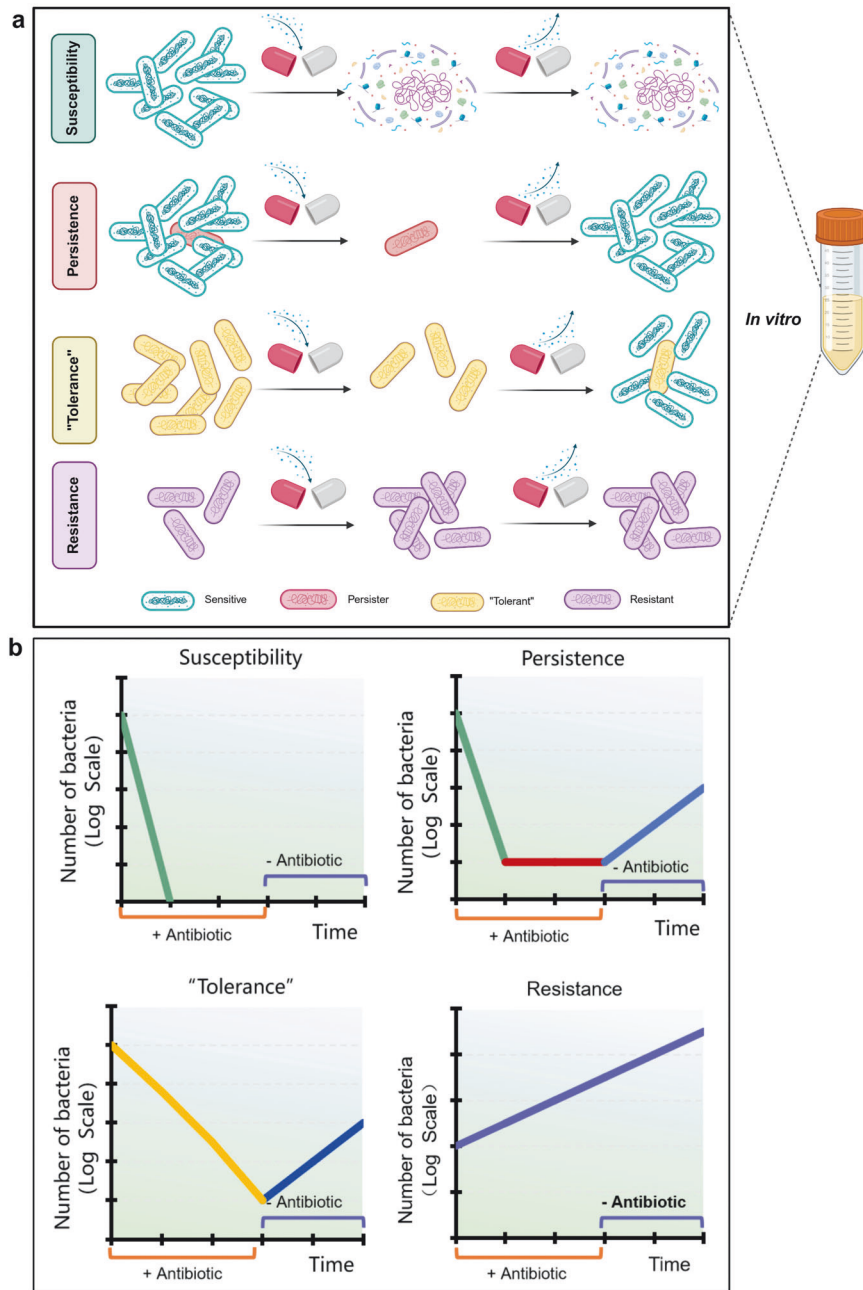 a
Susceptibility
Persistence
"Tolerance"
Resistance
In vitro
Sensitive
Persister
"Tolerant"
Resistant
b
Susceptibility
Number of bacteria
(Log Scale)
- Antibiotic
+ Antibiotic
Time
Persistence
Number of bacteria
(Log Scale)
- Antibiotic
+ Antibiotic
Time
“Tolerance”
Number of bacteria
(Log Scale)
- Antibiotic
+ Antibiotic
Time
Resistance
Number of bacteria
(Log Scale)
- Antibiotic
+ Antibiotic
Time